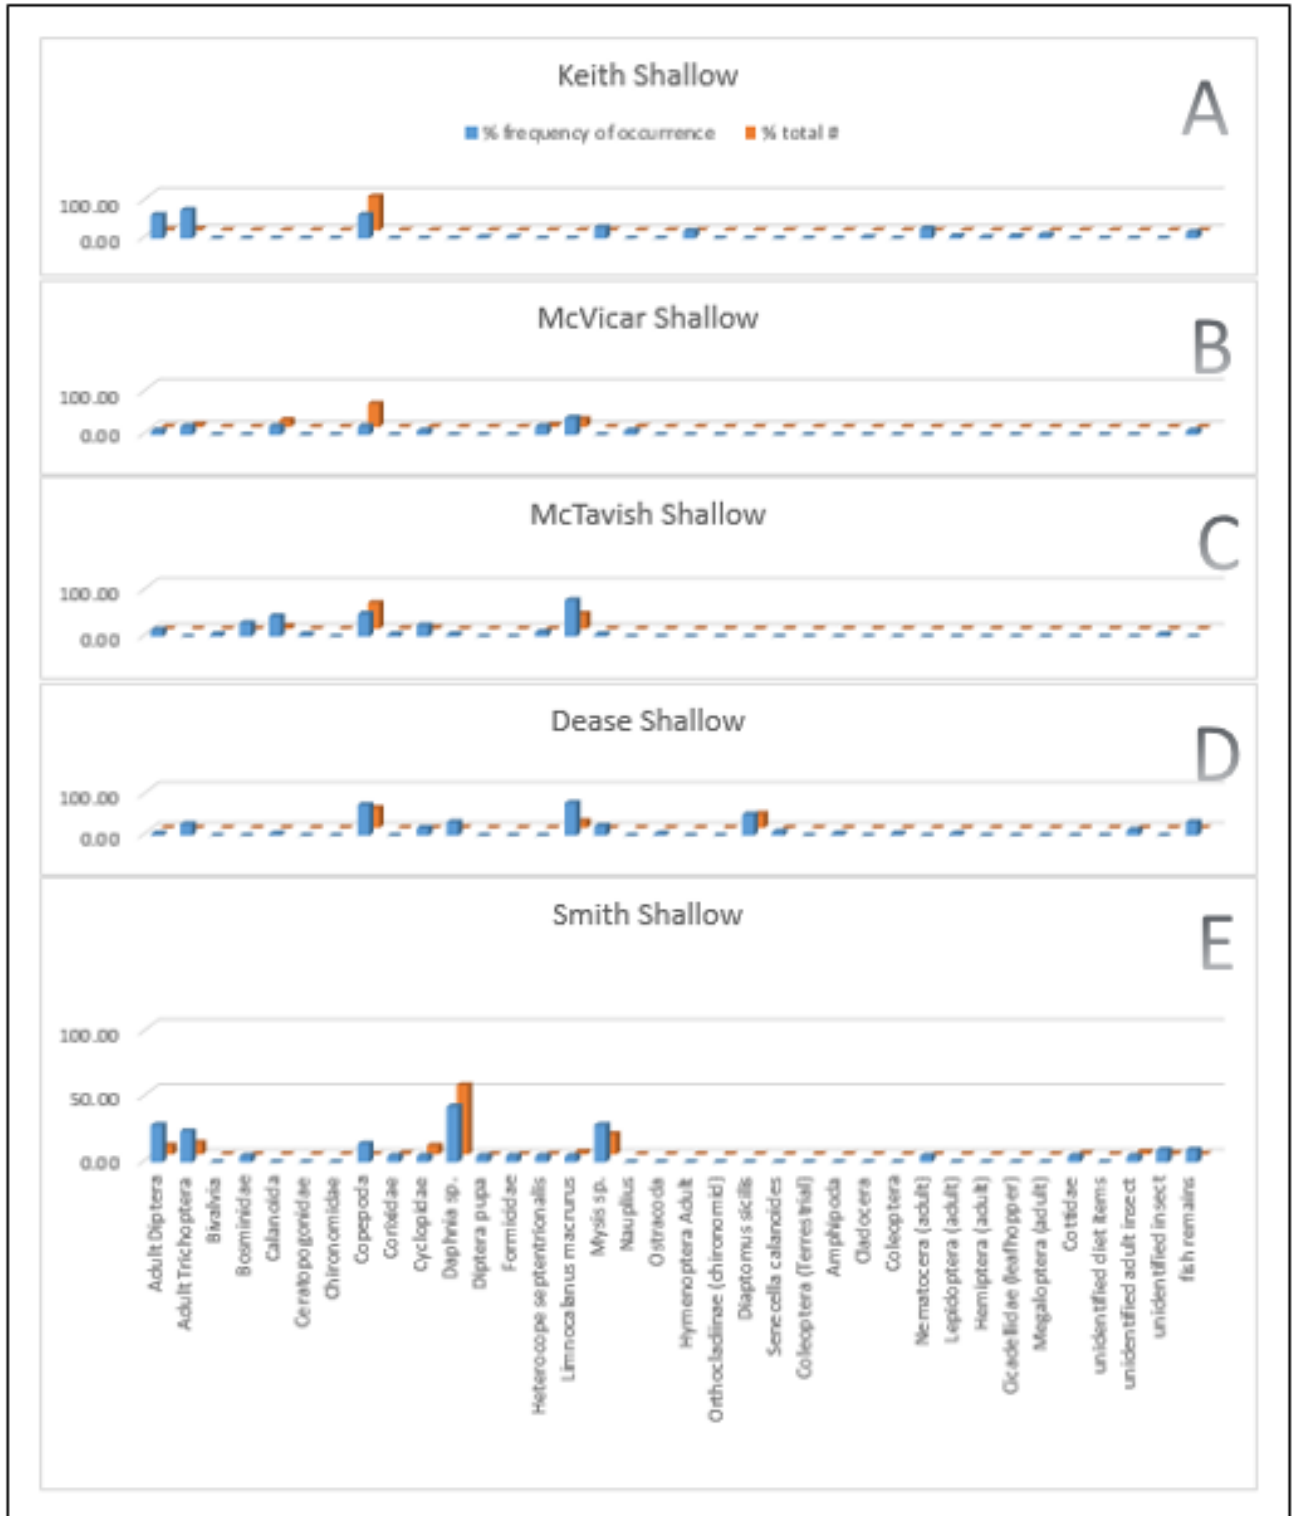 Keith Shallow
A
% frequency of occurrence % total #
100.00
0.00
McVicar Shallow
B
100.00
0.00
McTavish Shallow
C
100.00
0.00
Dease Shallow
D
100.00
0.00
Smith Shallow
E
100.00
50.00
0.00
Adult Diptera
Adult Trichoptera
Bivalvia
Bosminidae
Calanoida
Ceratopogonidae
Chironomidae
Copepoda
Corixidae
Cyclopidae
Daphnia sp.
Diptera pupa
Formicidae
Heterocope septentrionalis
Limnocalanus macrurus
Mysis sp.
Nauplius
Ostracoda
Hymenoptera Adult
Orthocladiinae (chironomid)
Diaptomus sicilis
Senecella calanoides
Coleoptera (Terrestrial)
Amphipoda
Cladocera
Coleoptera
Nematocera (adult)
Lepidoptera (adult)
Hemiptera (adult)
Cicadellidae (leafhopper)
Megaloptera (adult)
Cottidae
unidentified diet items
unidentified adult insect
unidentified insect
fish remains